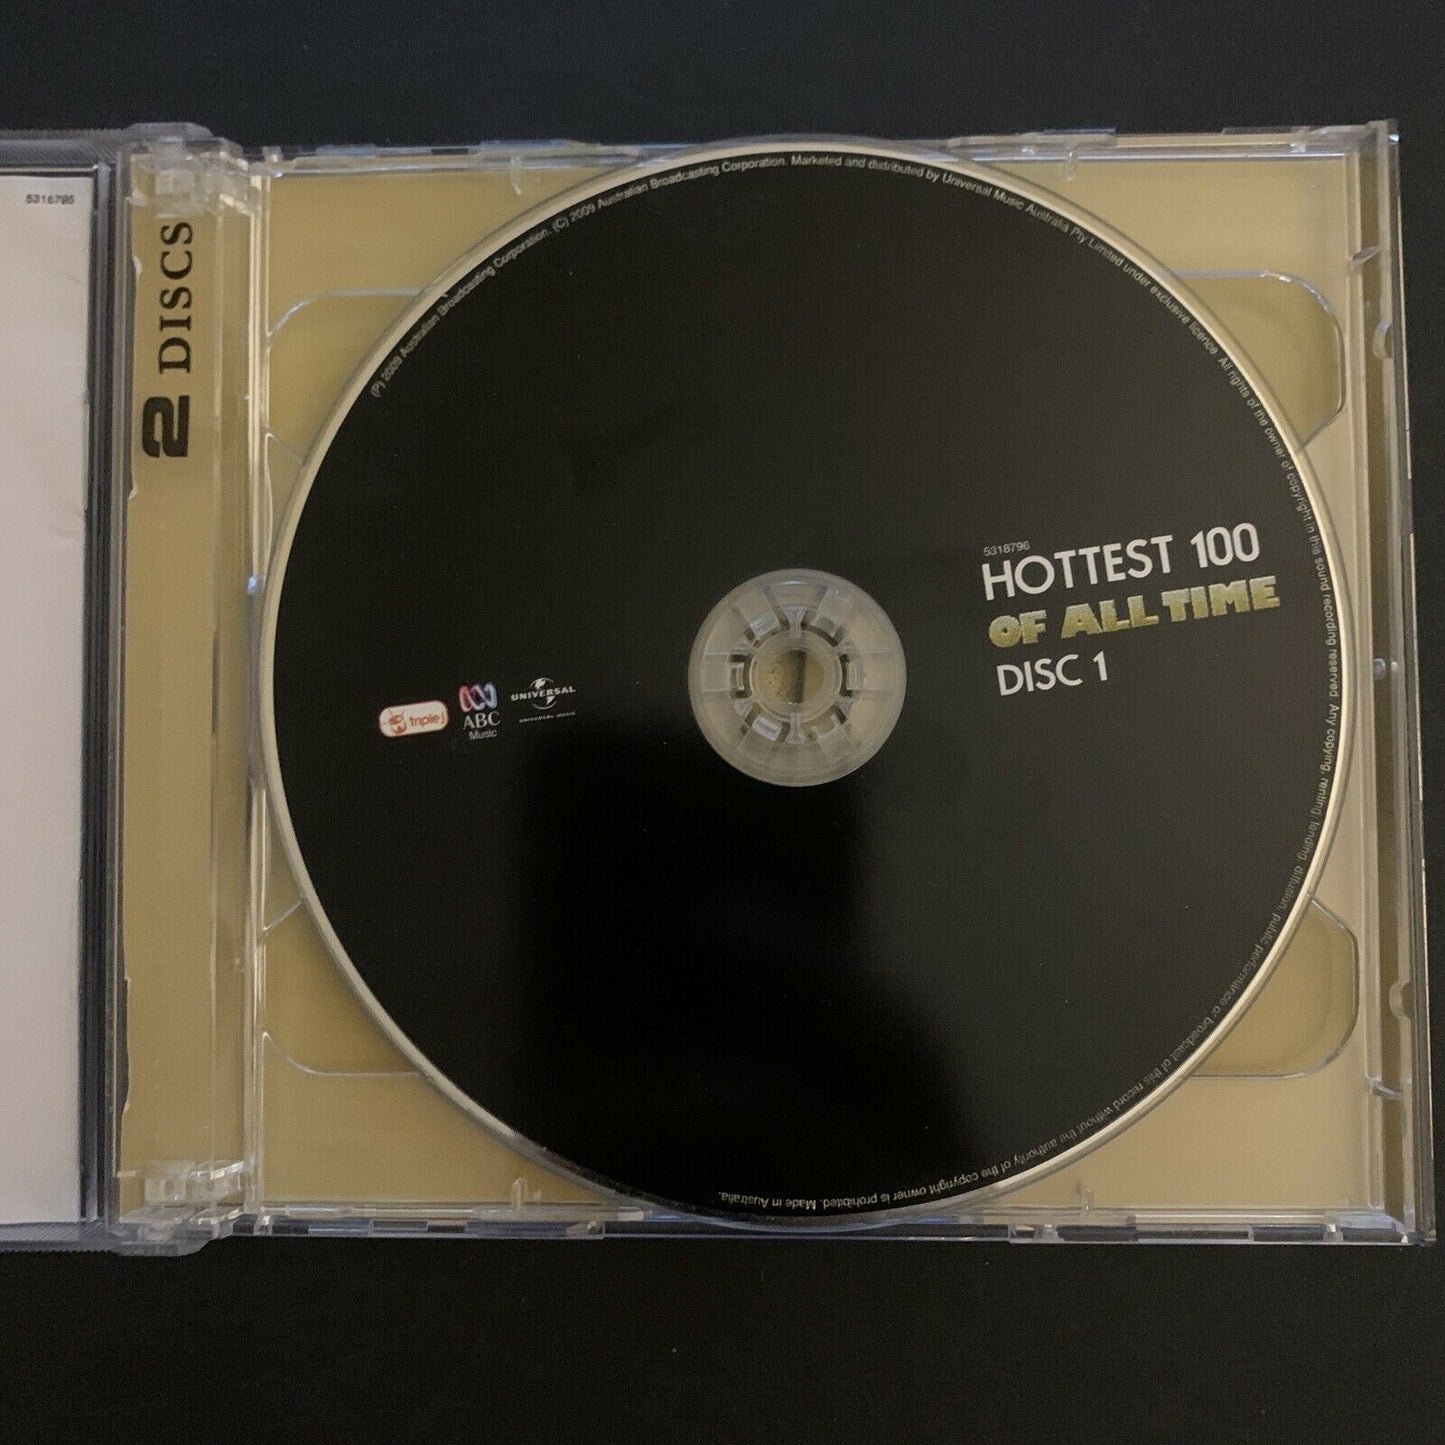 5318796
2 DISCS
(P) 2009 Australian Broadcasting Corporation. (C) 2009 Australian Broadcasting Corporation. Marketed and distributed by Universal Music Australia Pty Limited under exclusive licence. All rights of the owner of copyright in this sound recording reserved. Any copying, renting, lending, diffusion, public performance or broadcast of this record without the authority of the copyright owner is prohibited. Made in Australia.
5318796
HOTTEST 100
OF ALL TIME
DISC 1
triple j
ABC
Music
UNIVERSAL
UNIVERSAL MUSIC